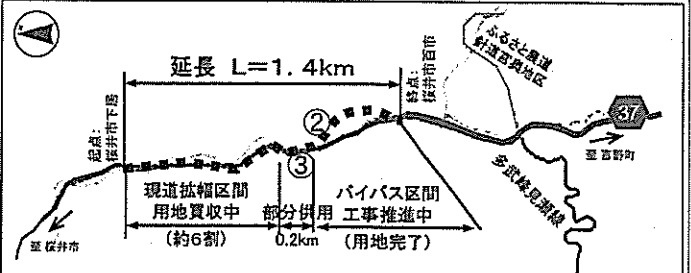 延長 L=1.4km
起点:
桜井市下居
終点:
桜井市百市
ふるさと農道
針道宮奥地区
37
至 吉野町
②
③
多武峰見瀬線
至 桜井市
現道拡幅区間
用地買収中
(約6割)
部分供用
0.2km
バイパス区間
工事推進中
(用地完了)